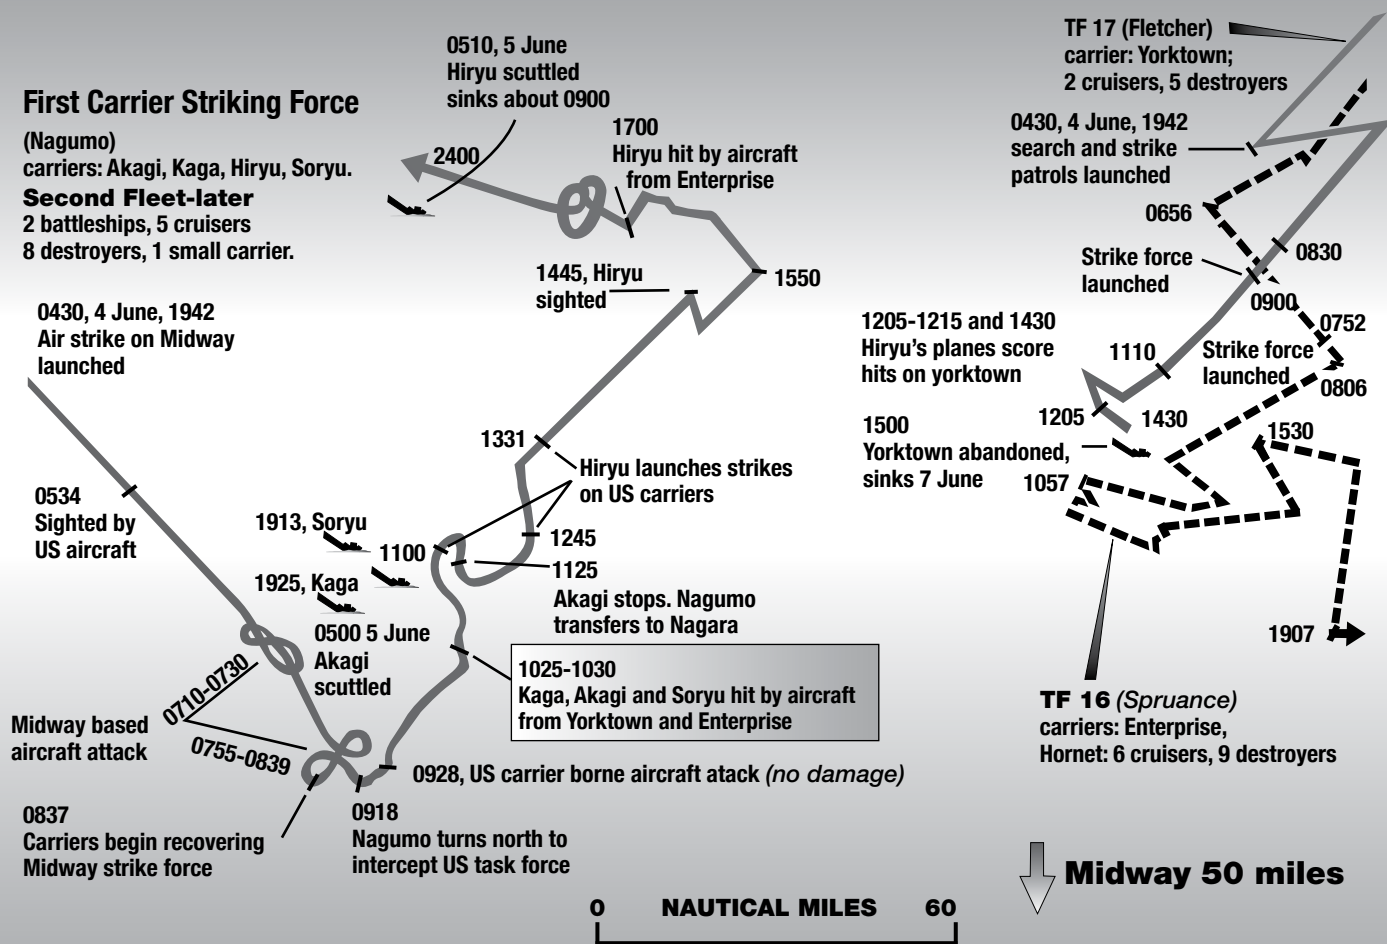 First Carrier Striking Force
(Nagumo)
carriers: Akagi, Kaga, Hiryu, Soryu.
Second Fleet-later
2 battleships, 5 cruisers
8 destroyers, 1 small carrier.
0430, 4 June, 1942
Air strike on Midway
launched
0534
Sighted by
US aircraft
0710-0730
Midway based
aircraft attack
0755-0839
0837
Carriers begin recovering
Midway strike force
0918
Nagumo turns north to
intercept US task force
0928, US carrier borne aircraft atack (no damage)
1025-1030
Kaga, Akagi and Soryu hit by aircraft
from Yorktown and Enterprise
1913, Soryu
1100
1925, Kaga
0500 5 June
Akagi
scuttled
1125
Akagi stops. Nagumo
transfers to Nagara
1245
1331
Hiryu launches strikes
on US carriers
1445, Hiryu
sighted
1550
1700
Hiryu hit by aircraft
from Enterprise
2400
0510, 5 June
Hiryu scuttled
sinks about 0900
TF 17 (Fletcher)
carrier: Yorktown;
2 cruisers, 5 destroyers
0430, 4 June, 1942
search and strike
patrols launched
0656
0830
Strike force
launched
0900
0752
Strike force
launched
0806
1205-1215 and 1430
Hiryu's planes score
hits on yorktown
1110
1205
1430
1500
Yorktown abandoned,
sinks 7 June
1057
1530
1907
TF 16 (Spruance)
carriers: Enterprise,
Hornet: 6 cruisers, 9 destroyers
Midway 50 miles
0 NAUTICAL MILES 60